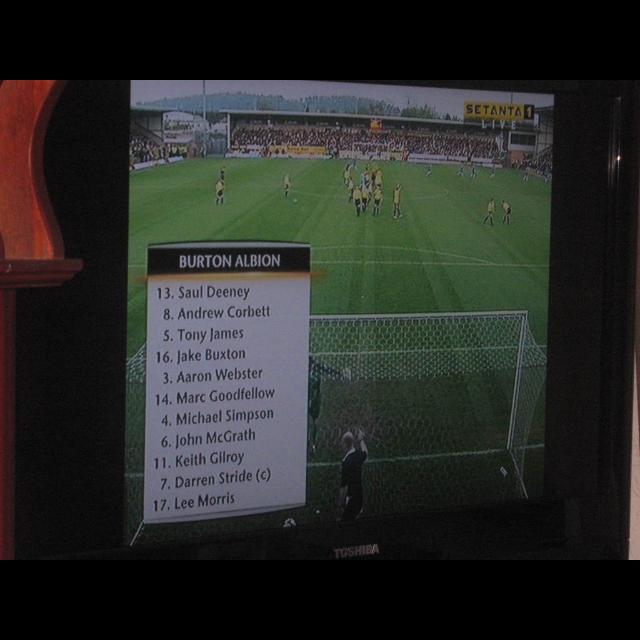 SETANTA 1
BURTON ALBION
13. Saul Deeney
8. Andrew Corbett
5. Tony James
16. Jake Buxton
3. Aaron Webster
14. Marc Goodfellow
4. Michael Simpson
6. John McGrath
11. Keith Gilroy
7. Darren Stride (c)
17. Lee Morris
TOSHIBA